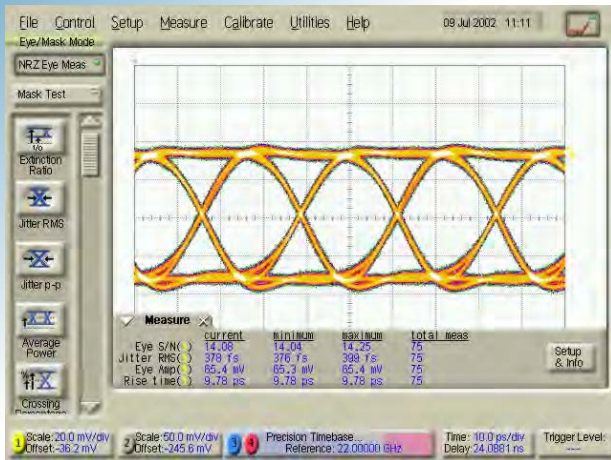 File Control Setup Measure Calibrate Utilities Help 09 Jul 2002 11:11
Eye/Mask Mode
NRZ Eye Meas
Mask Test
Extinction
Ratio
Jitter RMS
Jitter p-p
Average
Power
Crossing
Measure
current minimum maximum total meas
Eye S/N( ) 14.08 14.04 14.25 75
Jitter RMS( ) 378 fs 376 fs 399 fs 75
Eye Amp( ) 65.4 mV 65.3 mV 65.4 mV 75
Rise time( ) 9.78 ps 9.78 ps 9.78 ps 75
Setup
& Info
1 Scale:20.0 mV/div
Offset:-36.2 mV
2 Scale:50.0 mV/div
Offset:-245.6 mV
3 4 Precision Timebase...
Reference: 22.00000 GHz
Time: 10.0 ps/div
Delay:24.0981 ns
Trigger Level:
---